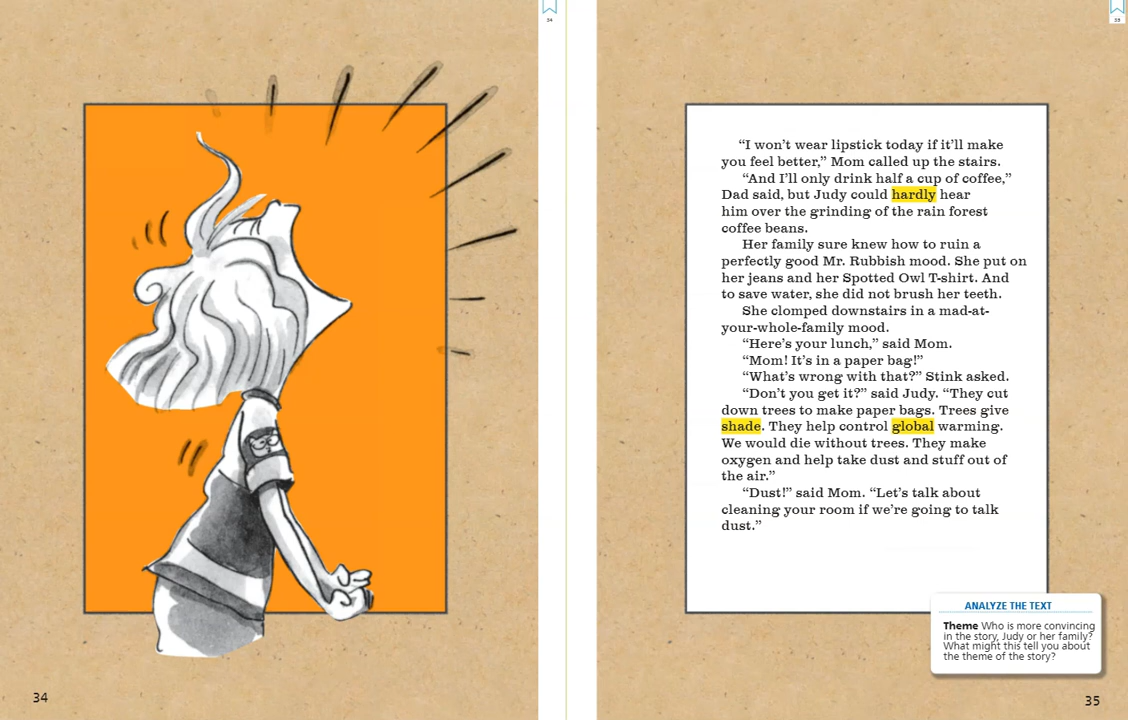 34
35
“I won’t wear lipstick today if it’ll make
you feel better,” Mom called up the stairs.
“And I’ll only drink half a cup of coffee,”
Dad said, but Judy could hardly hear
him over the grinding of the rain forest
coffee beans.
Her family sure knew how to ruin a
perfectly good Mr. Rubbish mood. She put on
her jeans and her Spotted Owl T-shirt. And
to save water, she did not brush her teeth.
She clomped downstairs in a mad-at-
your-whole-family mood.
“Here’s your lunch,” said Mom.
“Mom! It’s in a paper bag!”
“What’s wrong with that?” Stink asked.
“Don’t you get it?” said Judy. “They cut
down trees to make paper bags. Trees give
shade. They help control global warming.
We would die without trees. They make
oxygen and help take dust and stuff out of
the air.”
“Dust!” said Mom. “Let’s talk about
cleaning your room if we’re going to talk
dust.”
ANALYZE THE TEXT
Theme Who is more convincing
in the story, Judy or her family?
What might this tell you about
the theme of the story?
34
35